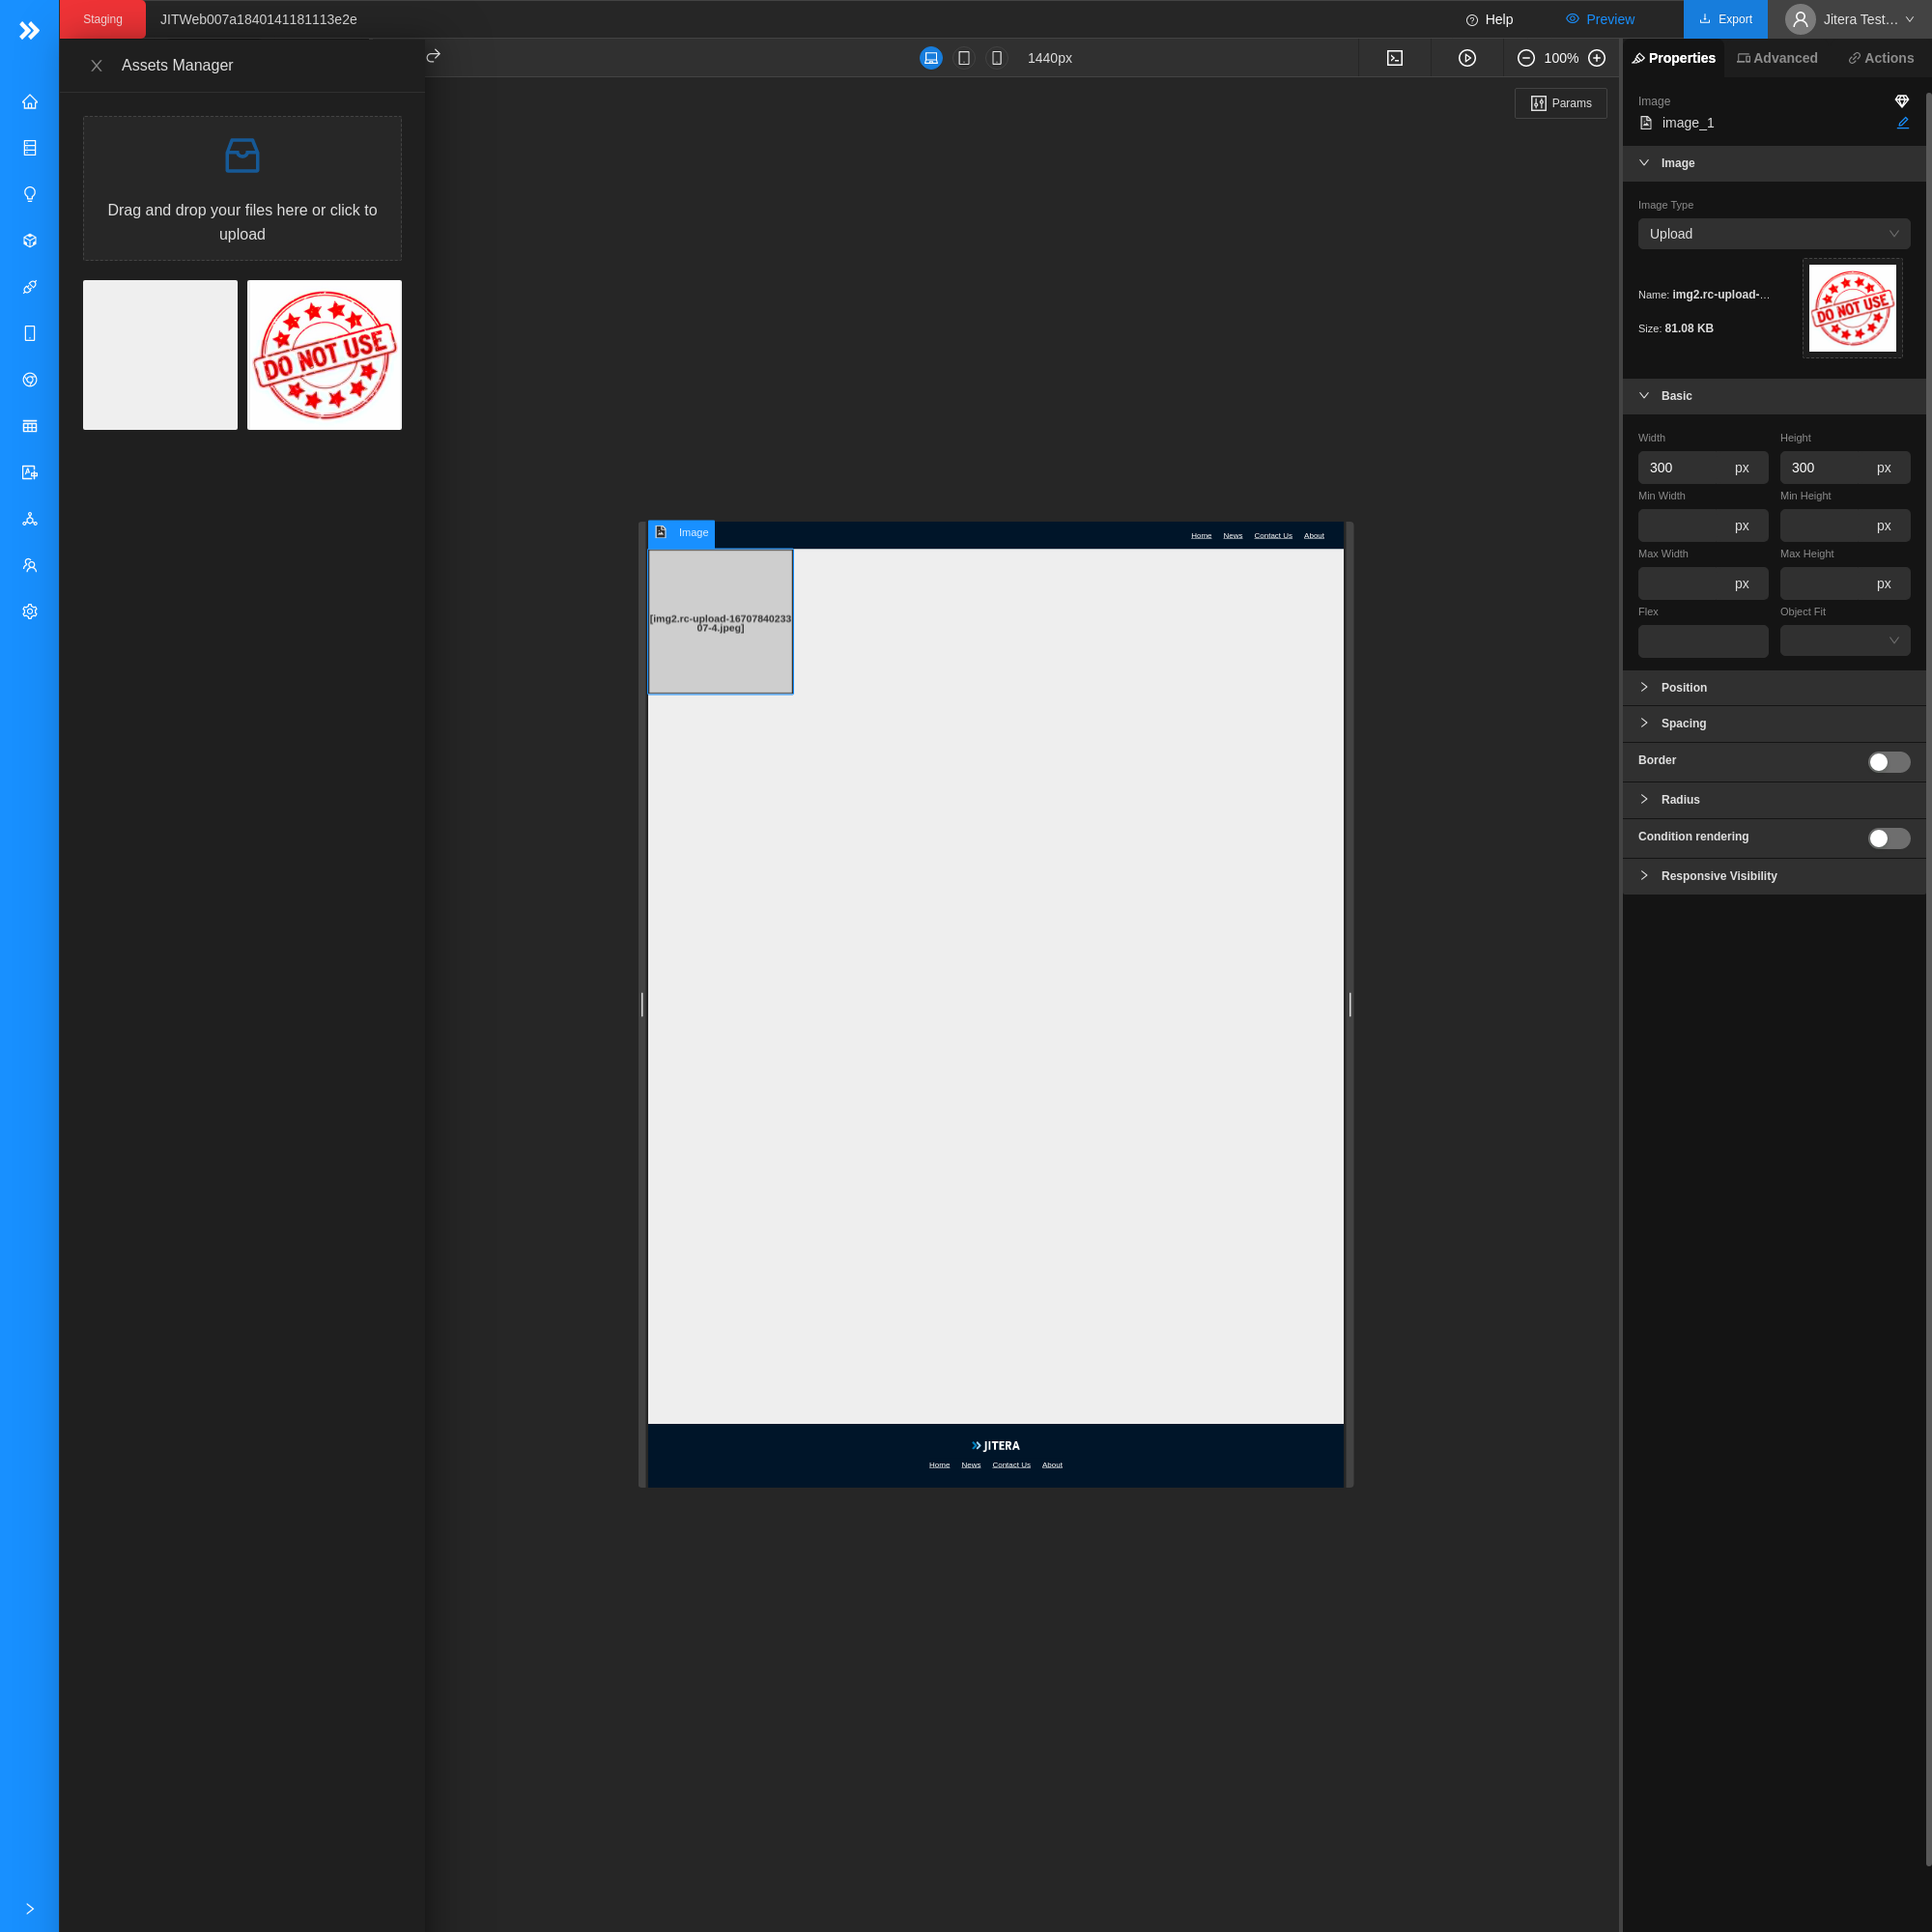 Staging
JITWeb007a1840141181113e2e
Help
Preview
Export
Jitera Test...
Assets Manager
1440px
100%
Properties
Advanced
Actions
Params
Drag and drop your files here or click to
upload
DO NOT USE
Image
image_1
Image
Image Type
Upload
Name: img2.rc-upload-...
Size: 81.08 KB
DO NOT USE
Basic
Width
Height
300 px
300 px
Min Width
Min Height
px
px
Max Width
Max Height
px
px
Flex
Object Fit
Position
Spacing
Border
Radius
Condition rendering
Responsive Visibility
Image
Home News Contact Us About
[img2.rc-upload-16707840233
07-4.jpeg]
JITERA
Home News Contact Us About